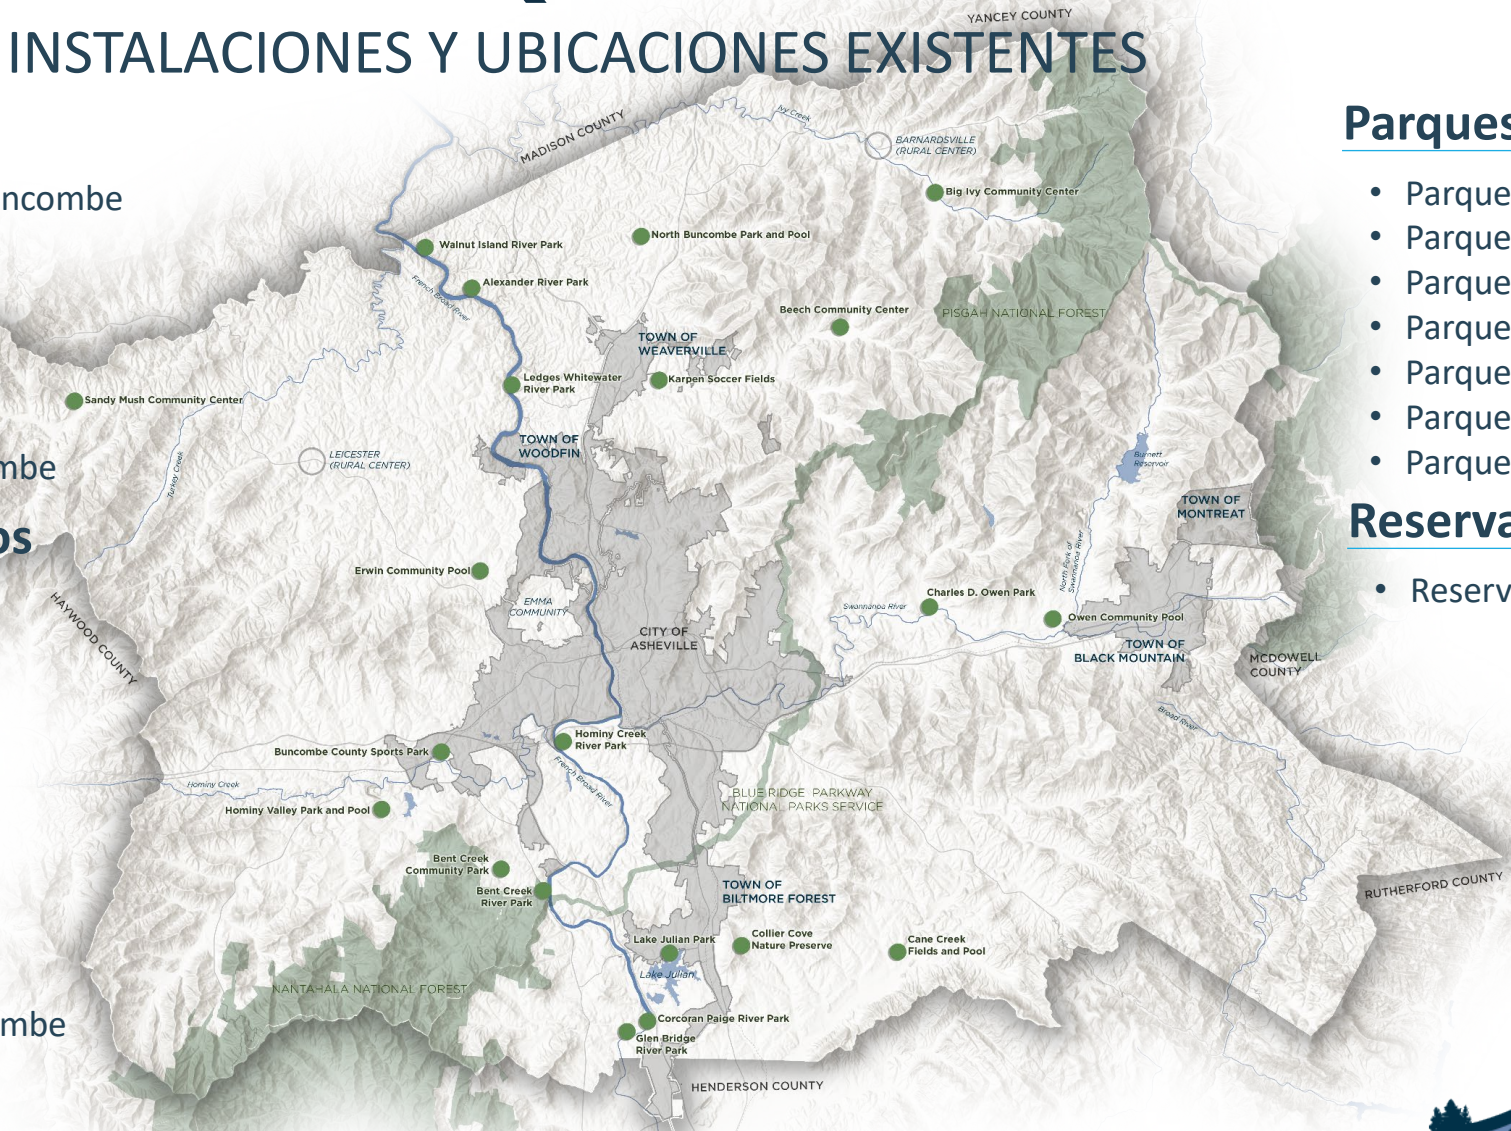 INSTALACIONES Y UBICACIONES EXISTENTES
YANCEY COUNTY
MADISON COUNTY
Ivy Creek
BARNARDSVILLE
(RURAL CENTER)
Big Ivy Community Center
North Buncombe Park and Pool
Walnut Island River Park
Alexander River Park
French Broad River
Beech Community Center
PISGAH NATIONAL FOREST
TOWN OF
WEAVERVILLE
Ledges Whitewater
River Park
Karpen Soccer Fields
Sandy Mush Community Center
TOWN OF
WOODFIN
LEICESTER
(RURAL CENTER)
Turkey Creek
Burnett
Reservoir
TOWN OF
MONTREAT
North Fork of
Swannanoa River
Erwin Community Pool
EMMA
COMMUNITY
CITY OF
ASHEVILLE
Swannanoa River
Charles D. Owen Park
Owen Community Pool
TOWN OF
BLACK MOUNTAIN
HAYWOOD COUNTY
MCDOWELL
COUNTY
Broad River
Hominy Creek
River Park
Buncombe County Sports Park
French Broad River
Hominy Creek
Hominy Valley Park and Pool
BLUE RIDGE PARKWAY
NATIONAL PARKS SERVICE
Bent Creek
Community Park
Bent Creek
River Park
TOWN OF
BILTMORE FOREST
RUTHERFORD COUNTY
Lake Julian Park
Collier Cove
Nature Preserve
Cane Creek
Fields and Pool
Lake Julian
NANTAHALA NATIONAL FOREST
Corcoran Paige River Park
Glen Bridge
River Park
HENDERSON COUNTY
ncombe
mbe
os
mbe
Parques
• Parque
• Parque
• Parque
• Parque
• Parque
• Parque
• Parque
Reserva
• Reserv